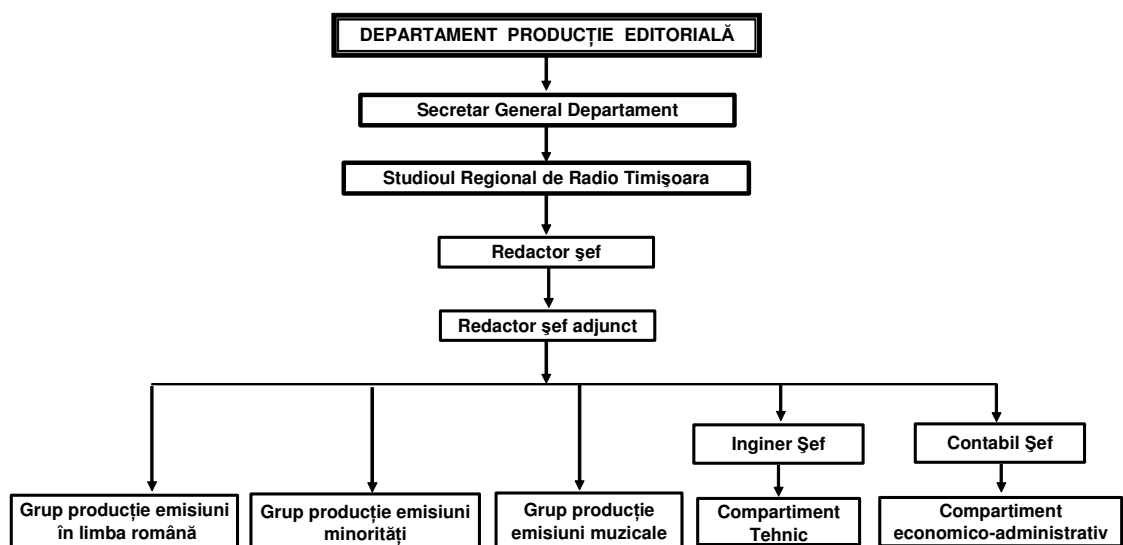 DEPARTAMENT PRODUCȚIE EDITORIALĂ
Secretar General Departament
Studioul Regional de Radio Timişoara
Redactor şef
Redactor şef adjunct
Inginer Şef
Contabil Şef
Grup producție emisiuni
în limba română
Grup producție emisiuni
minorități
Grup producție
emisiuni muzicale
Compartiment
Tehnic
Compartiment
economico-administrativ